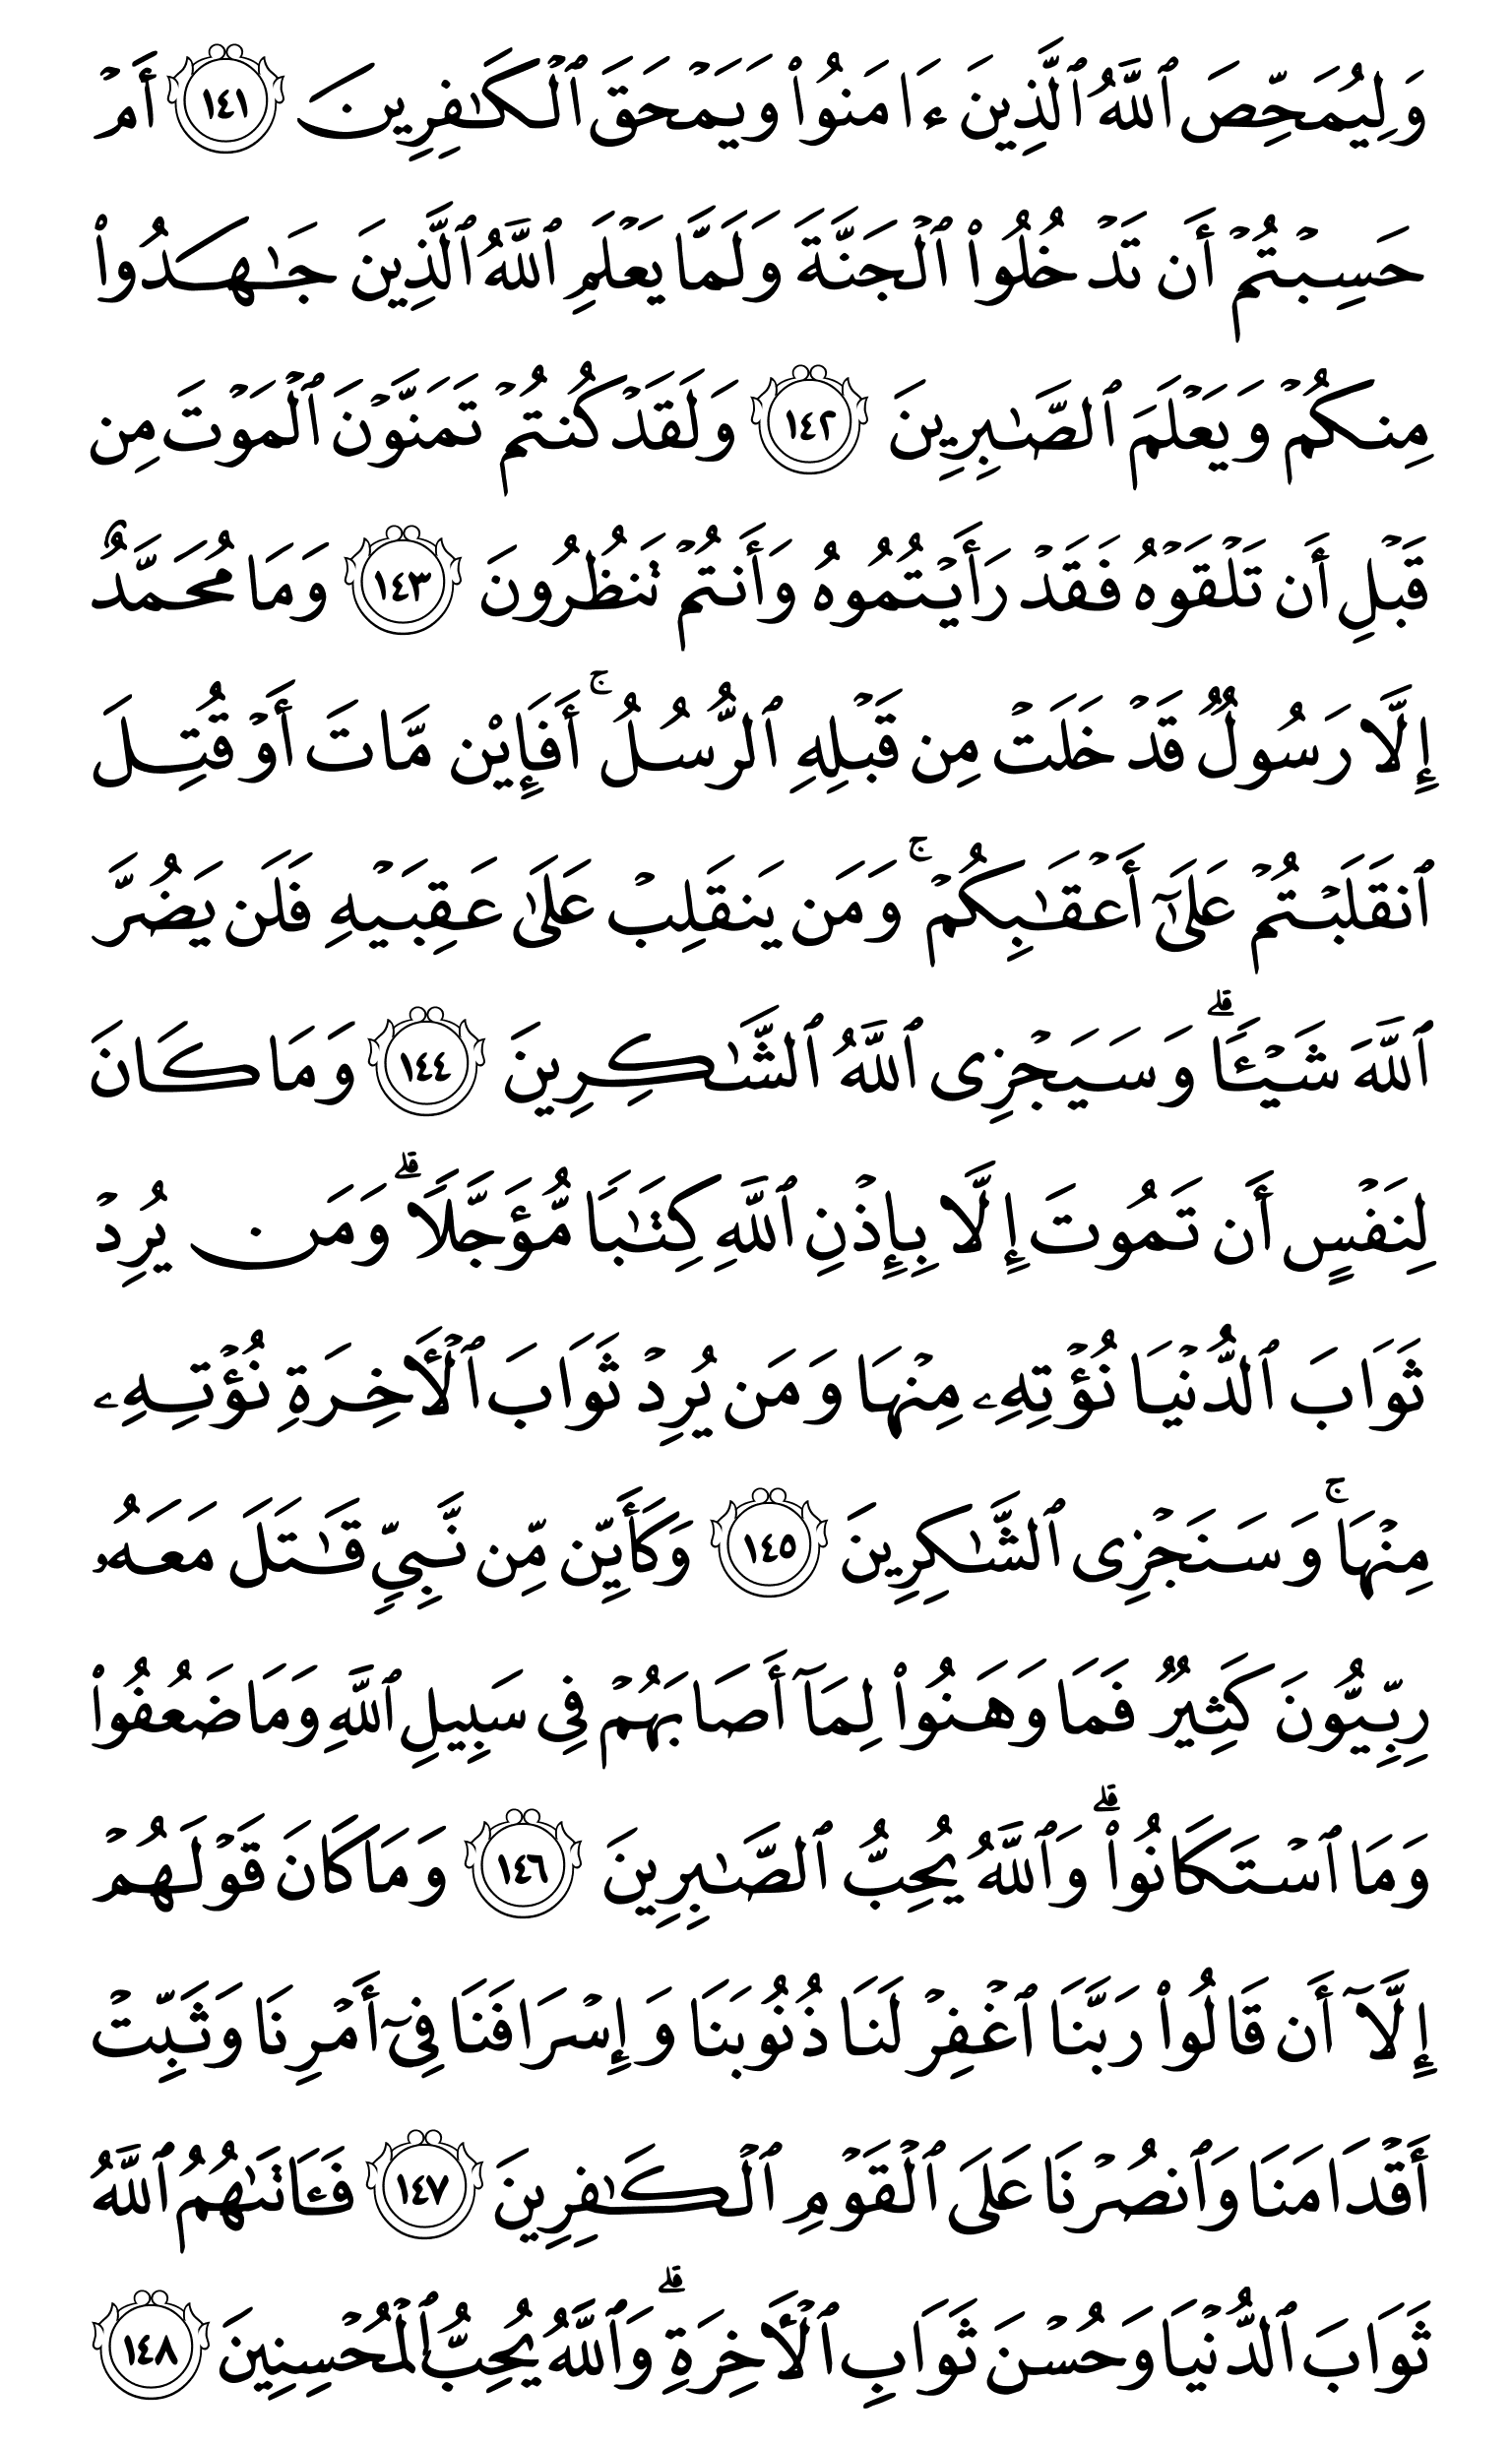 وَلِيُمَحِّصَ ٱللَّهُ ٱلَّذِينَ ءَامَنُوا۟ وَيَمْحَقَ ٱلْكَـٰفِرِينَ ١٤١ أَمْ
حَسِبْتُمْ أَن تَدْخُلُوا۟ ٱلْجَنَّةَ وَلَمَّا يَعْلَمِ ٱللَّهُ ٱلَّذِينَ جَـٰهَدُوا۟
مِنكُمْ وَيَعْلَمَ ٱلصَّـٰبِرِينَ ١٤٢ وَلَقَدْ كُنتُمْ تَمَنَّوْنَ ٱلْمَوْتَ مِن
قَبْلِ أَن تَلْقَوْهُ فَقَدْ رَأَيْتُمُوهُ وَأَنتُمْ تَنظُرُونَ ١٤٣ وَمَا مُحَمَّدٌ
إِلَّا رَسُولٌ قَدْ خَلَتْ مِن قَبْلِهِ ٱلرُّسُلُ ۚ أَفَإِيْن مَّاتَ أَوْ قُتِلَ
ٱنقَلَبْتُمْ عَلَىٰٓ أَعْقَـٰبِكُمْ ۚ وَمَن يَنقَلِبْ عَلَىٰ عَقِبَيْهِ فَلَن يَضُرَّ
ٱللَّهَ شَيْـًٔا ۗ وَسَيَجْزِى ٱللَّهُ ٱلشَّـٰكِرِينَ ١٤٤ وَمَا كَانَ
لِنَفْسٍ أَن تَمُوتَ إِلَّا بِإِذْنِ ٱللَّهِ كِتَـٰبًا مُّؤَجَّلًا ۗ وَمَن يُرِدْ
ثَوَابَ ٱلدُّنْيَا نُؤْتِهِۦ مِنْهَا وَمَن يُرِدْ ثَوَابَ ٱلْأَخِرَةِ نُؤْتِهِۦ
مِنْهَا ۚ وَسَنَجْزِى ٱلشَّـٰكِرِينَ ١٤٥ وَكَأَيِّن مِّن نَّبِىٍّ قَـٰتَلَ مَعَهُۥ
رِبِّيُّونَ كَثِيرٌ فَمَا وَهَنُوا۟ لِمَآ أَصَابَهُمْ فِى سَبِيلِ ٱللَّهِ وَمَا ضَعُفُوا۟
وَمَا ٱسْتَكَانُوا۟ ۗ وَٱللَّهُ يُحِبُّ ٱلصَّـٰبِرِينَ ١٤٦ وَمَا كَانَ قَوْلَهُمْ
إِلَّآ أَن قَالُوا۟ رَبَّنَا ٱغْفِرْ لَنَا ذُنُوبَنَا وَإِسْرَافَنَا فِىٓ أَمْرِنَا وَثَبِّتْ
أَقْدَامَنَا وَٱنصُرْنَا عَلَى ٱلْقَوْمِ ٱلْكَـٰفِرِينَ ١٤٧ فَـَٔاتَىٰهُمُ ٱللَّهُ
ثَوَابَ ٱلدُّنْيَا وَحُسْنَ ثَوَابِ ٱلْأَخِرَةِ ۗ وَٱللَّهُ يُحِبُّ ٱلْمُحْسِنِينَ ١٤٨